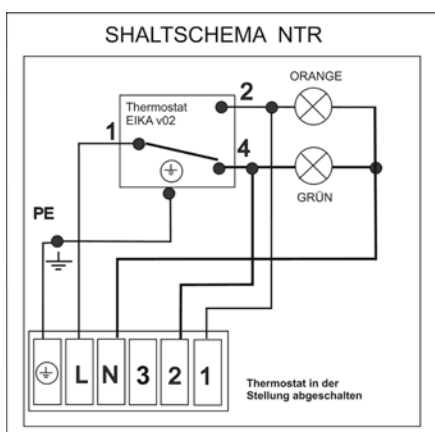 SHALTSCHEMA NTR
ORANGE
2
Thermostat
EIKA v02
1
4
GRÜN
PE
L N 3 2 1
Thermostat in der
Stellung abgeschalten